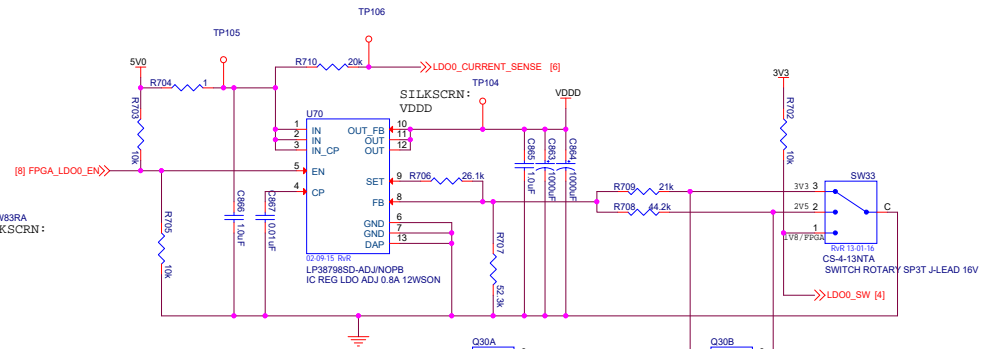 TP106
TP105
5V0
R710
20k
LDO0_CURRENT_SENSE [6]
R704
1
TP104
SILKSCRN:
VDDD
VDDD
3V3
R703
10k
U70
1 IN
2 IN
3 IN_CP
OUT_FB 10
OUT 11
OUT 12
C865
1.0uF
C863
1000uF
C864
1000uF
R702
10k
[8] FPGA_LDO0_EN
5 EN
4 CP
SET 9
R706
26.1k
FB 8
R709
21k
R708
44.2k
SW33
3V3 3
2V5 2
1V8/FPGA 1
C
W83RA
KSCRN:
R705
10k
C866
1.0uF
C867
0.01uF
GND 6
GND 7
DAP 13
R707
52.3k
02-09-15 RvR
LP38798SD-ADJ/NOPB
IC REG LDO ADJ 0.8A 12WSON
RvR 13-01-16
CS-4-13NTA
SWITCH ROTARY SP3T J-LEAD 16V
LDO0_SW [4]
Q30A
Q30B